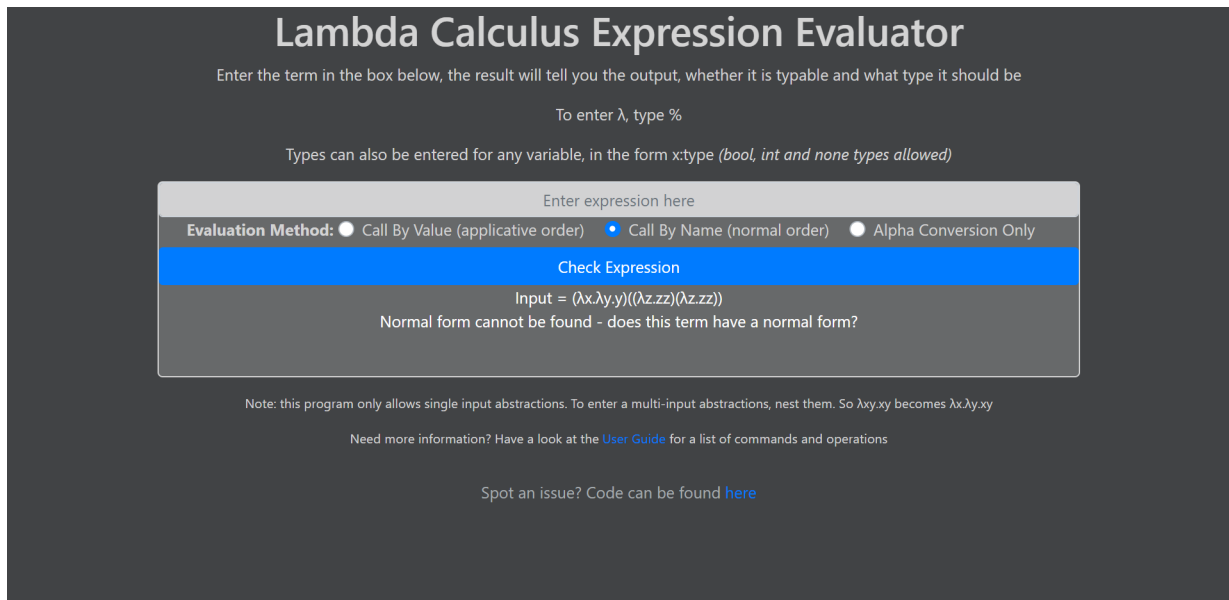 Lambda Calculus Expression Evaluator
Enter the term in the box below, the result will tell you the output, whether it is typable and what type it should be
To enter λ, type %
Types can also be entered for any variable, in the form x:type (bool, int and none types allowed)
Enter expression here
Evaluation Method: Call By Value (applicative order) Call By Name (normal order) Alpha Conversion Only
Check Expression
Input = (λx.λy.y)((λz.zz)(λz.zz))
Normal form cannot be found - does this term have a normal form?
Note: this program only allows single input abstractions. To enter a multi-input abstractions, nest them. So λxy.xy becomes λx.λy.xy
Need more information? Have a look at the User Guide for a list of commands and operations
Spot an issue? Code can be found here